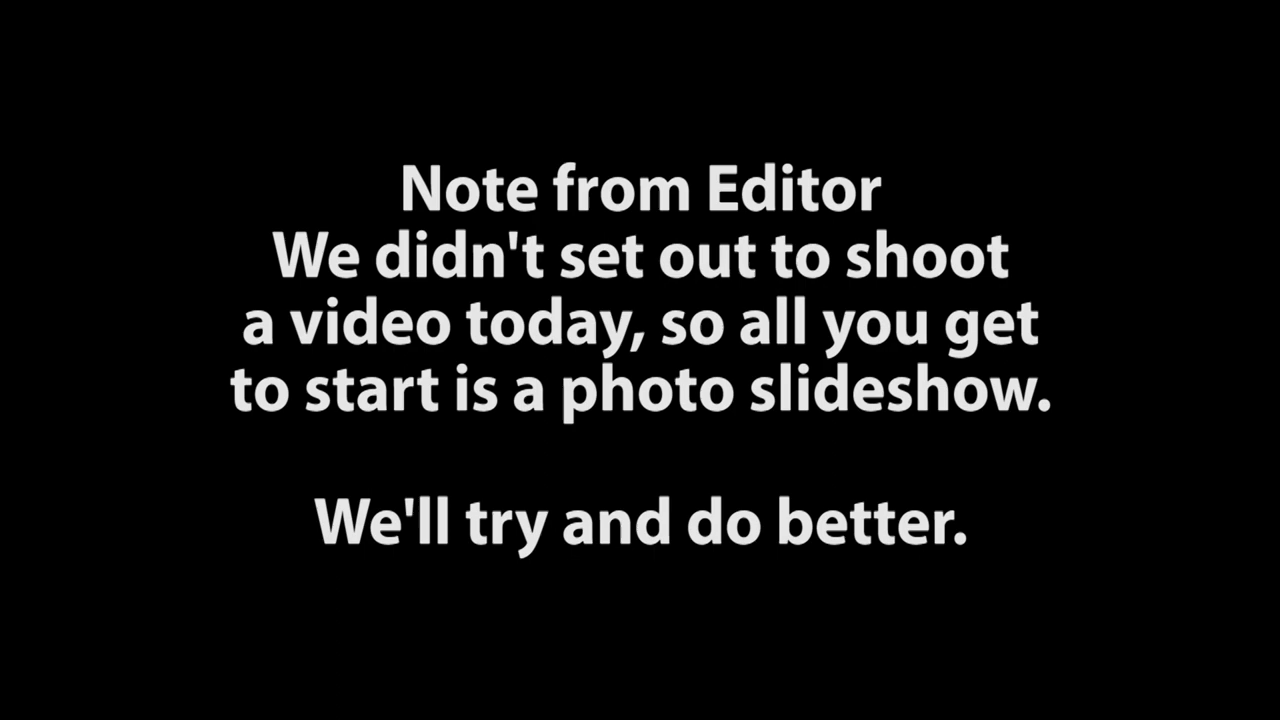 Note from Editor
We didn't set out to shoot
a video today, so all you get
to start is a photo slideshow.
We'll try and do better.